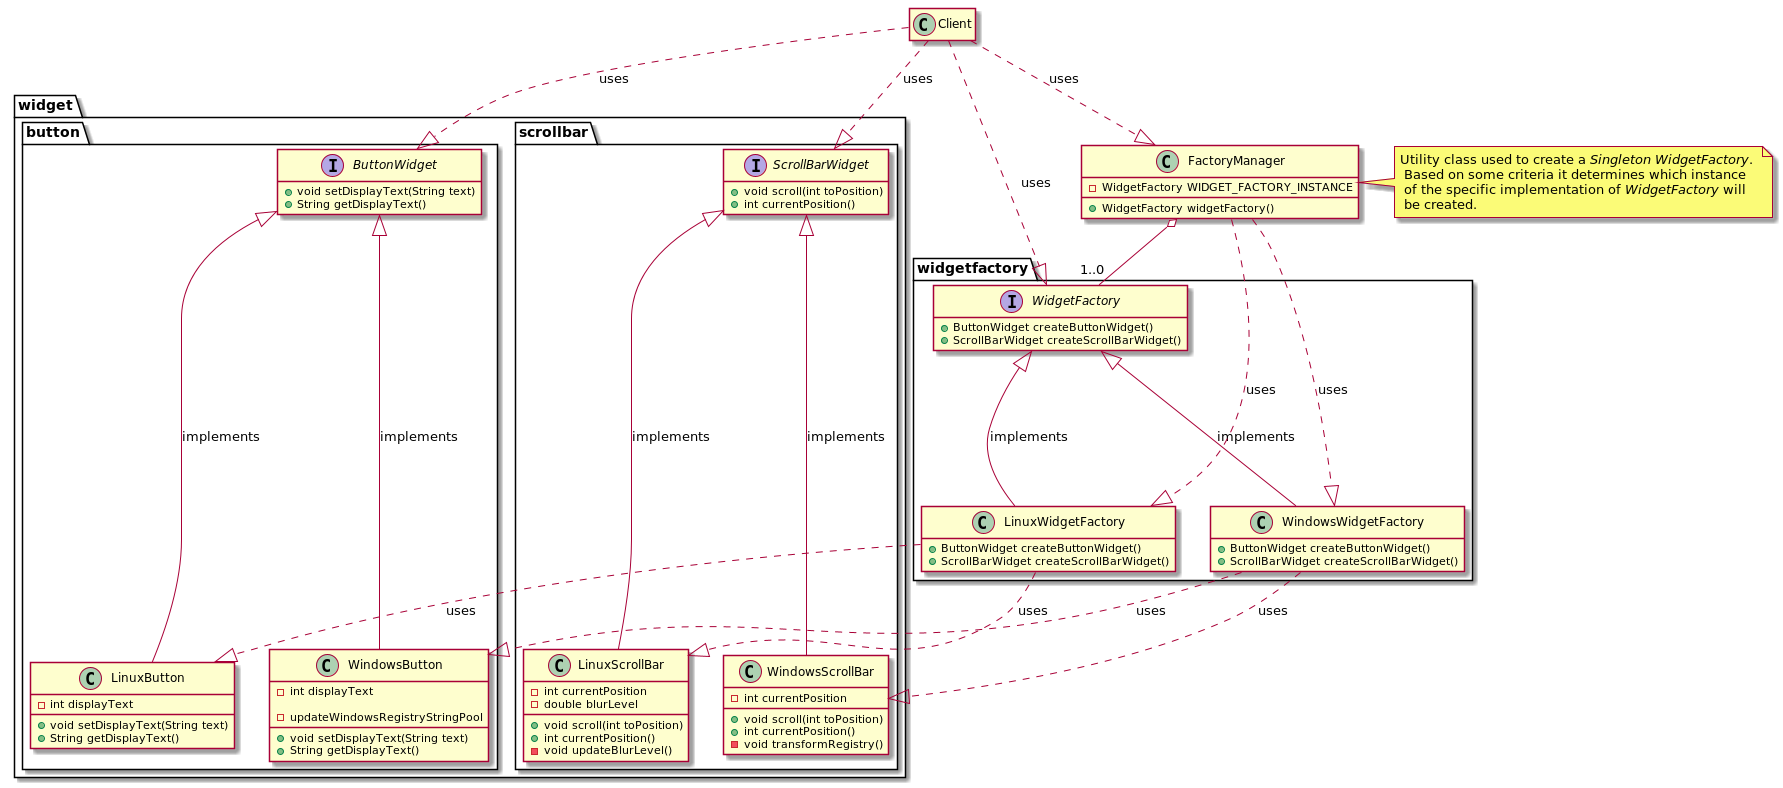 C Client
uses
uses
uses
uses
widget
button
I ButtonWidget
void setDisplayText(String text)
String getDisplayText()
scrollbar
I ScrollBarWidget
void scroll(int toPosition)
int currentPosition()
C FactoryManager
WidgetFactory WIDGET_FACTORY_INSTANCE
WidgetFactory widgetFactory()
Utility class used to create a Singleton WidgetFactory.
Based on some criteria it determines which instance
of the specific implementation of WidgetFactory will
be created.
1..0
widgetfactory
I WidgetFactory
ButtonWidget createButtonWidget()
ScrollBarWidget createScrollBarWidget()
uses
uses
implements
implements
implements
implements
implements
implements
C LinuxWidgetFactory
ButtonWidget createButtonWidget()
ScrollBarWidget createScrollBarWidget()
C WindowsWidgetFactory
ButtonWidget createButtonWidget()
ScrollBarWidget createScrollBarWidget()
uses
uses
uses
uses
C LinuxButton
int displayText
void setDisplayText(String text)
String getDisplayText()
C WindowsButton
int displayText
updateWindowsRegistryStringPool
void setDisplayText(String text)
String getDisplayText()
C LinuxScrollBar
int currentPosition
double blurLevel
void scroll(int toPosition)
int currentPosition()
void updateBlurLevel()
C WindowsScrollBar
int currentPosition
void scroll(int toPosition)
int currentPosition()
void transformRegistry()